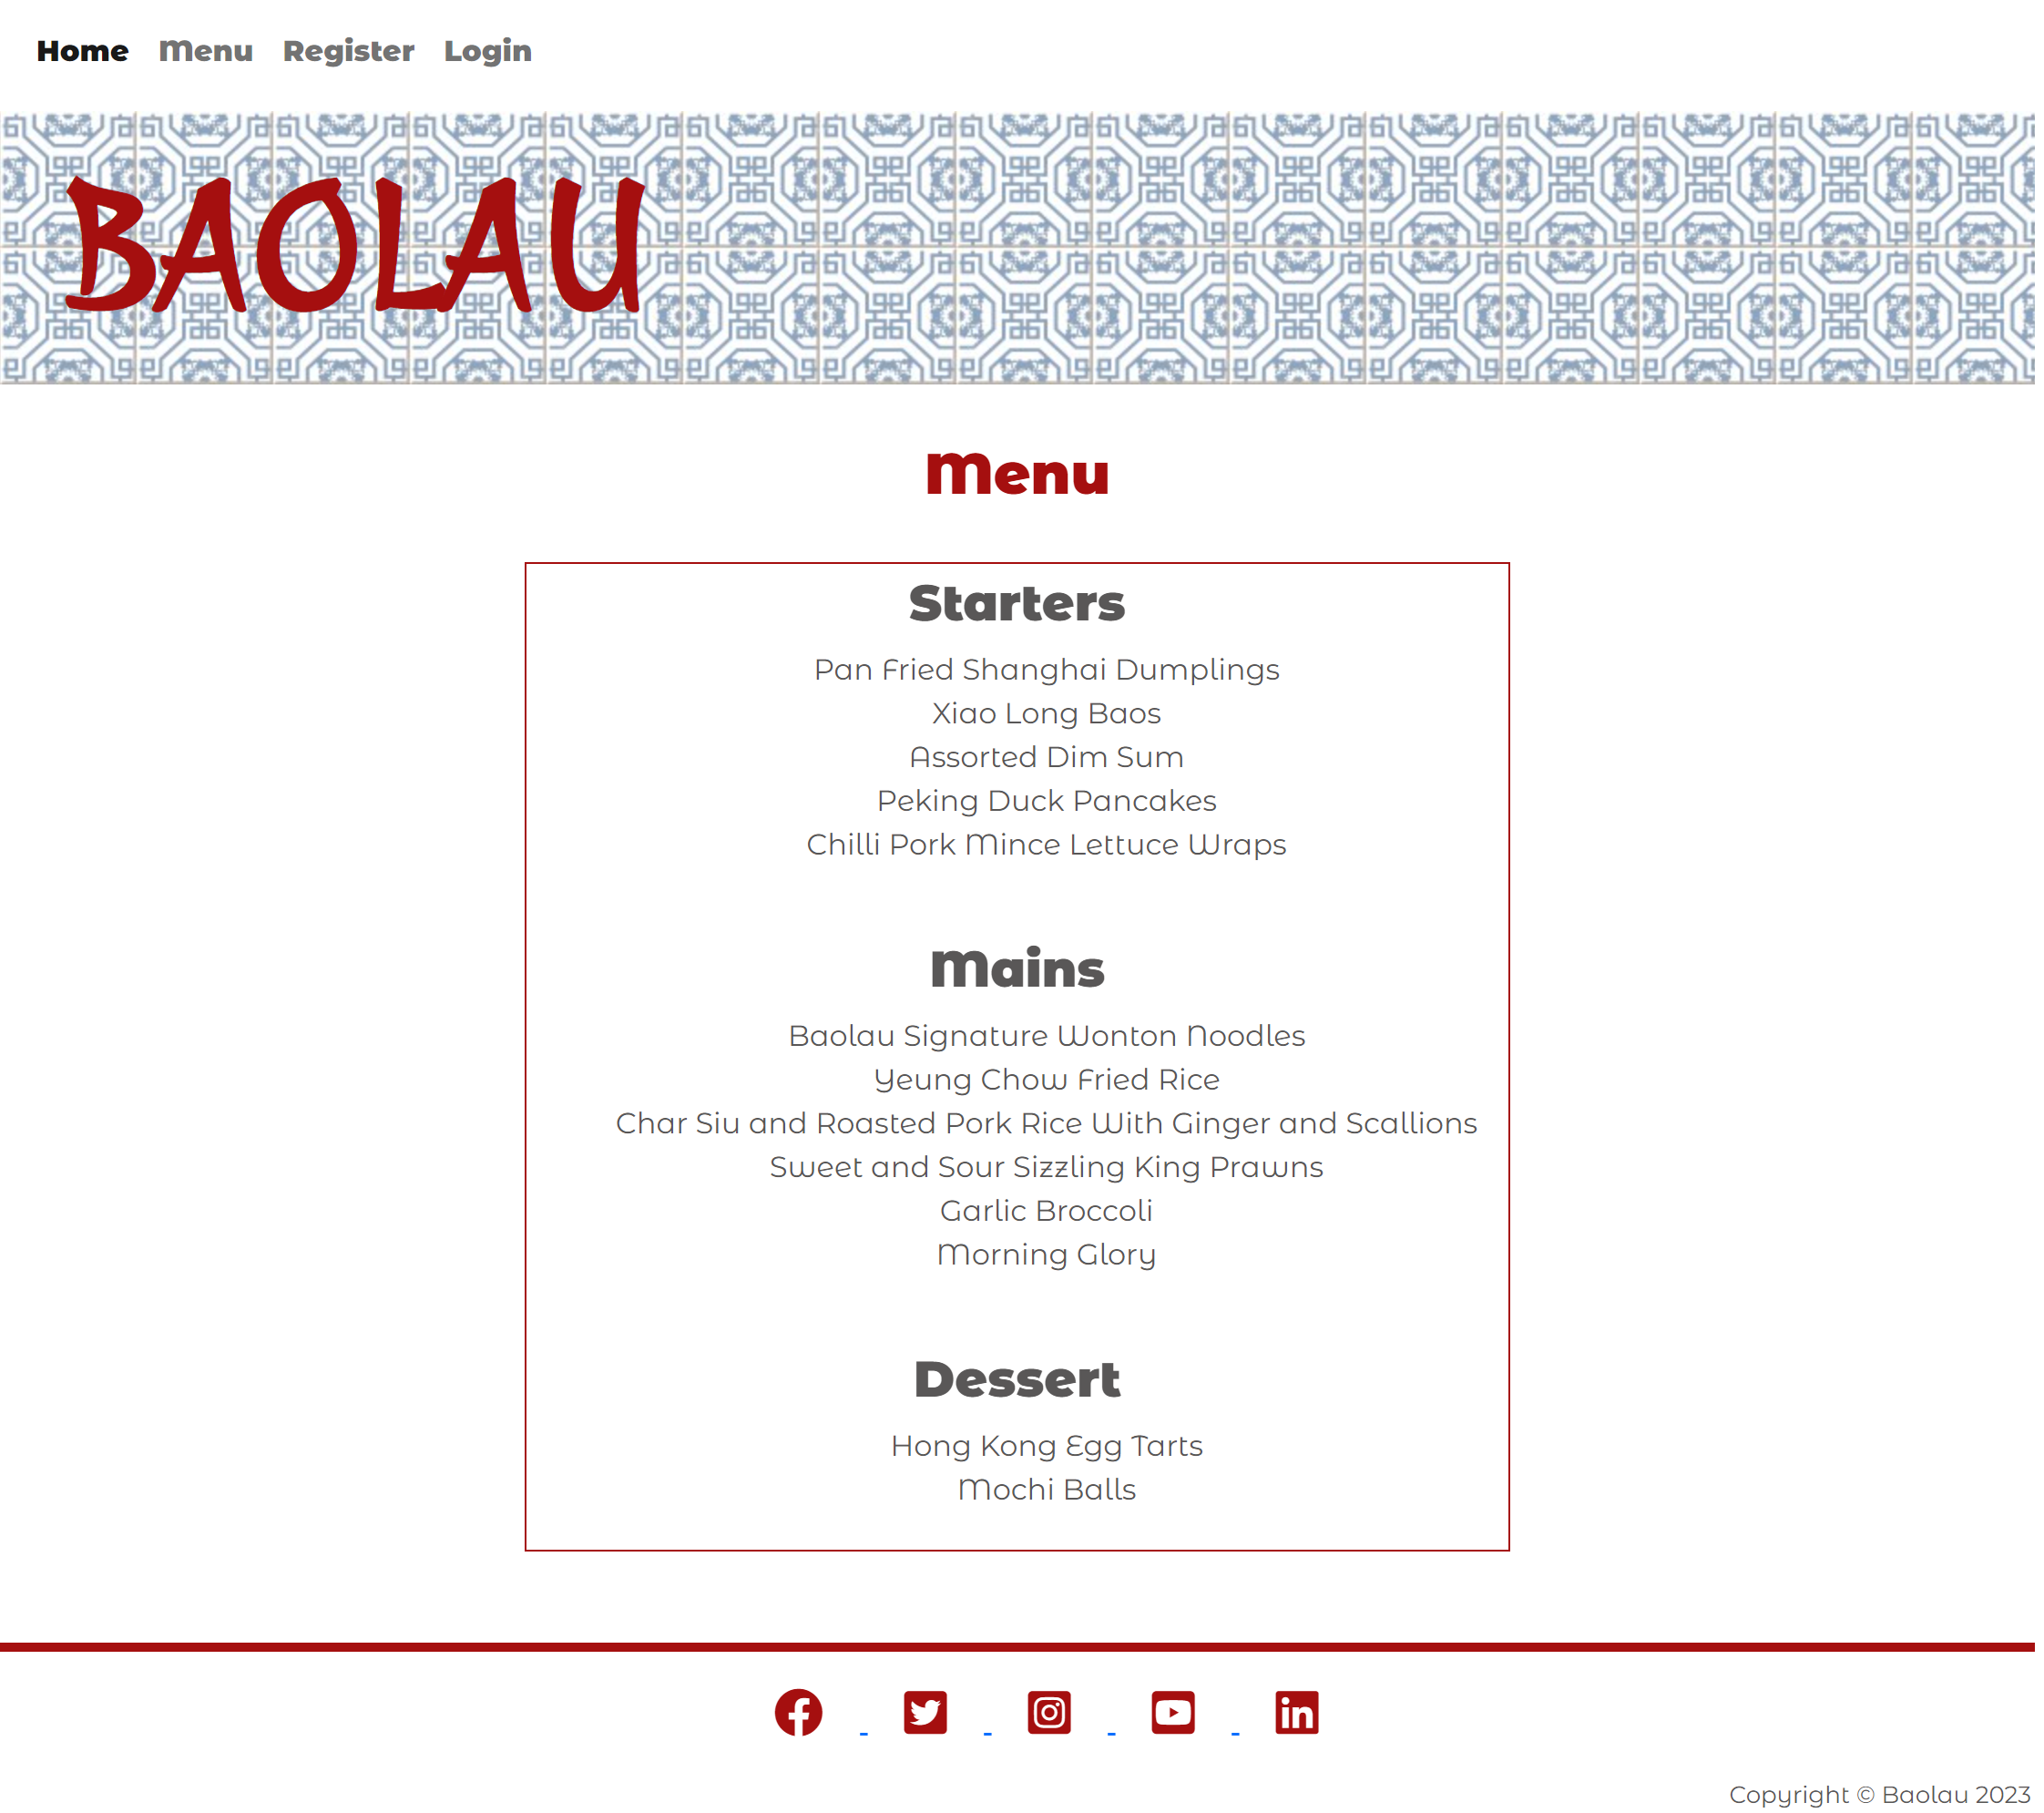 Home Menu Register Login
BAOLAU
Menu
Starters
Pan Fried Shanghai Dumplings
Xiao Long Baos
Assorted Dim Sum
Peking Duck Pancakes
Chilli Pork Mince Lettuce Wraps
Mains
Baolau Signature Wonton Noodles
Yeung Chow Fried Rice
Char Siu and Roasted Pork Rice With Ginger and Scallions
Sweet and Sour Sizzling King Prawns
Garlic Broccoli
Morning Glory
Dessert
Hong Kong Egg Tarts
Mochi Balls
Copyright © Baolau 2023